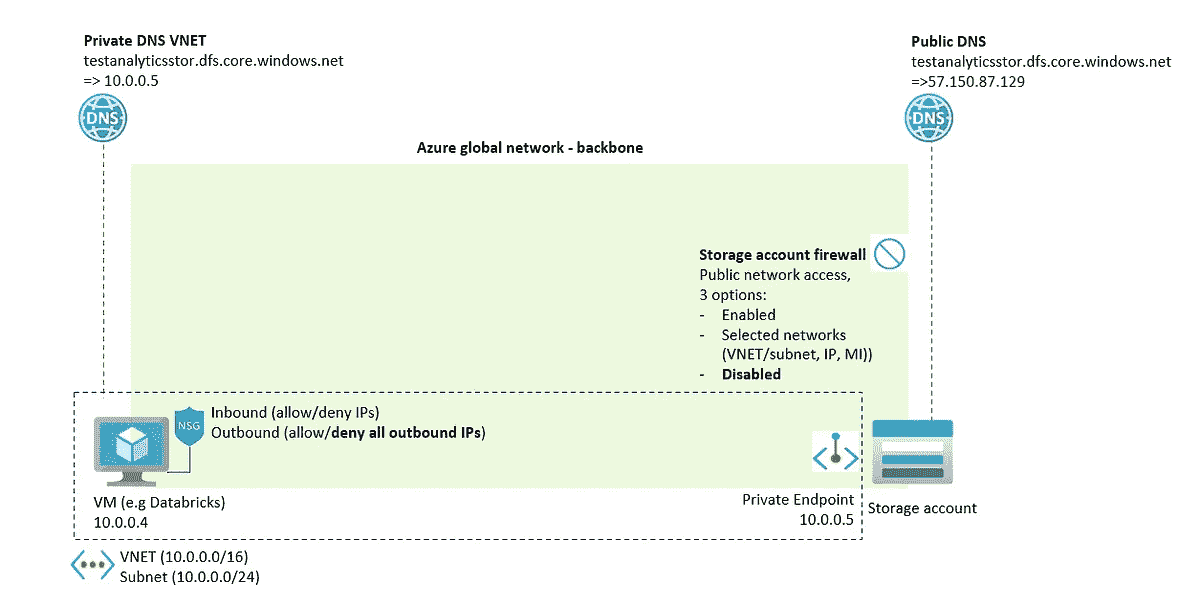 Private DNS VNET
testanalyticsstor.dfs.core.windows.net
=> 10.0.0.5
DNS
Public DNS
testanalyticsstor.dfs.core.windows.net
=>57.150.87.129
DNS
Azure global network - backbone
Storage account firewall
Public network access,
3 options:
- Enabled
- Selected networks
(VNET/subnet, IP, MI))
- Disabled
NSG
Inbound (allow/deny IPs)
Outbound (allow/deny all outbound IPs)
VM (e.g Databricks)
10.0.0.4
Private Endpoint
10.0.0.5
Storage account
VNET (10.0.0.0/16)
Subnet (10.0.0.0/24)